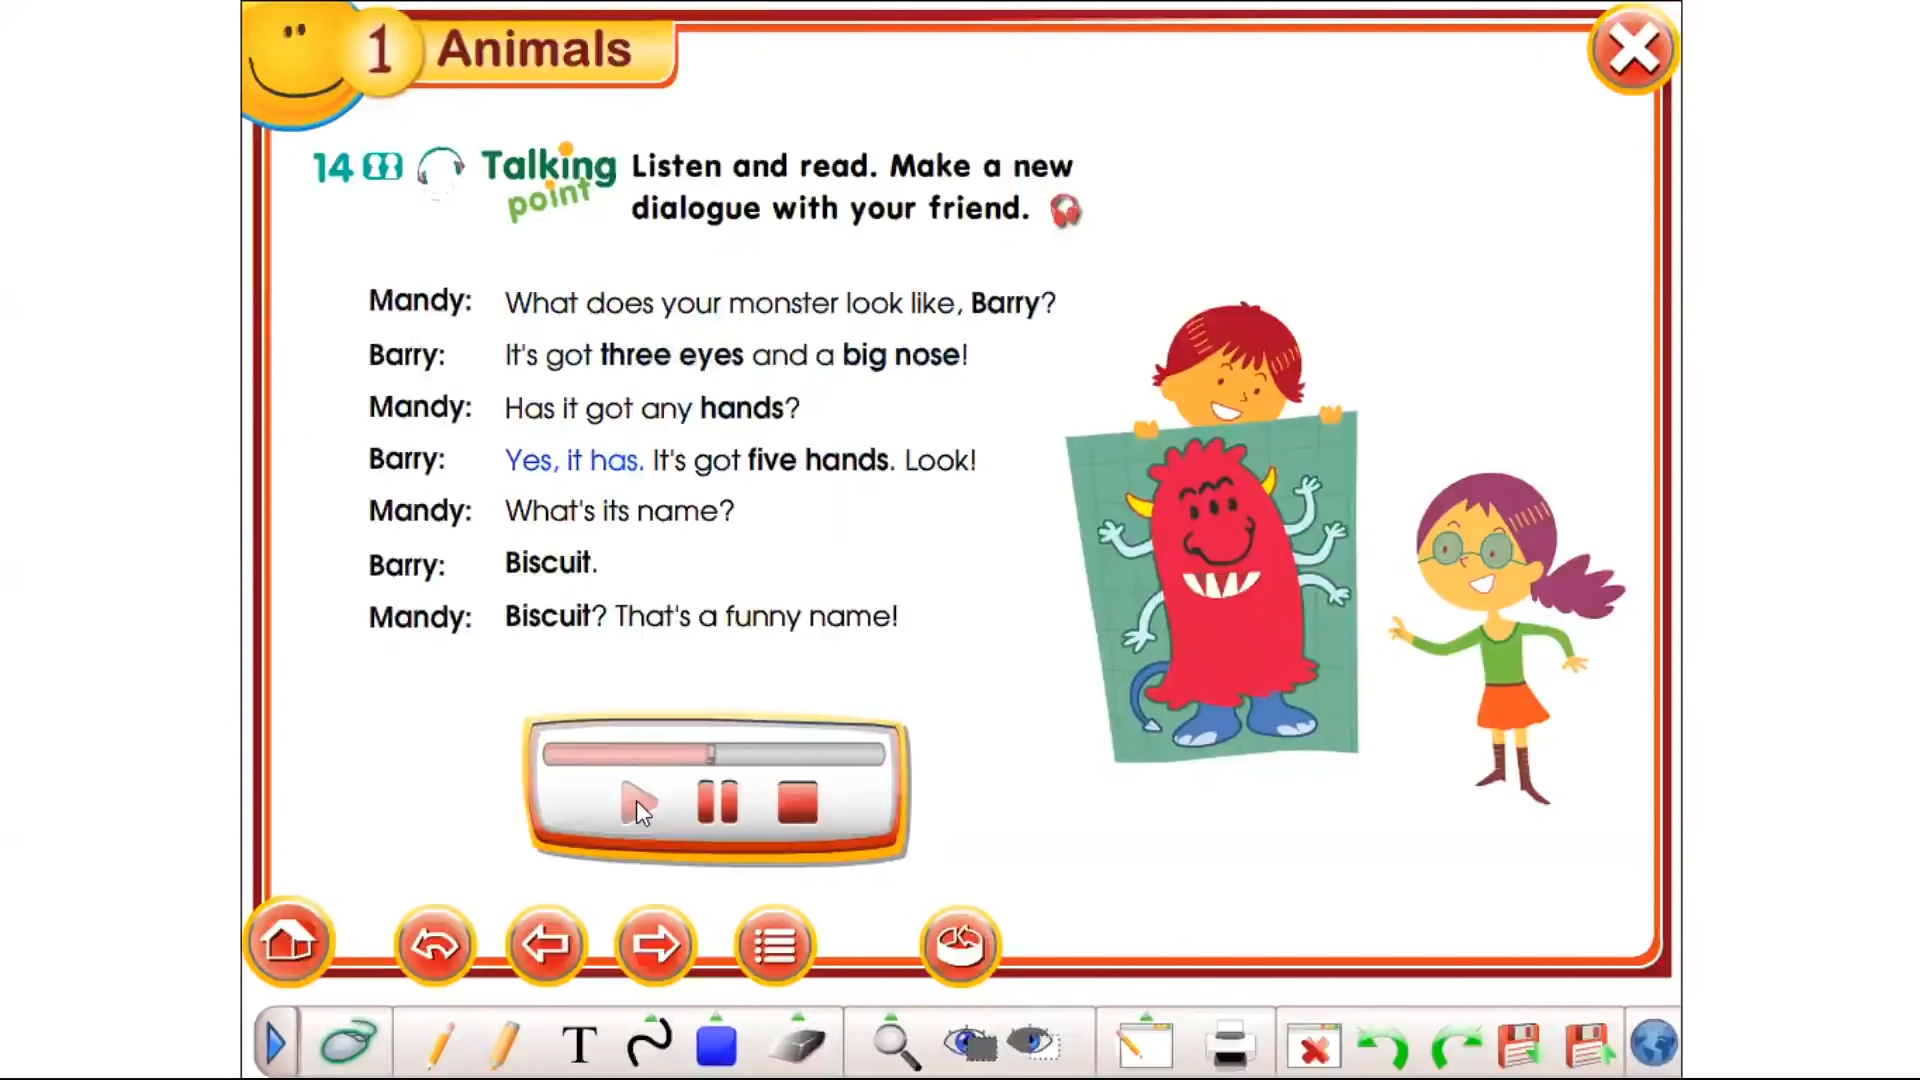 1 Animals
14 Talking point Listen and read. Make a new
dialogue with your friend.
Mandy: What does your monster look like, Barry?
Barry: It's got three eyes and a big nose!
Mandy: Has it got any hands?
Barry: Yes, it has. It's got five hands. Look!
Mandy: What's its name?
Barry: Biscuit.
Mandy: Biscuit? That's a funny name!
T